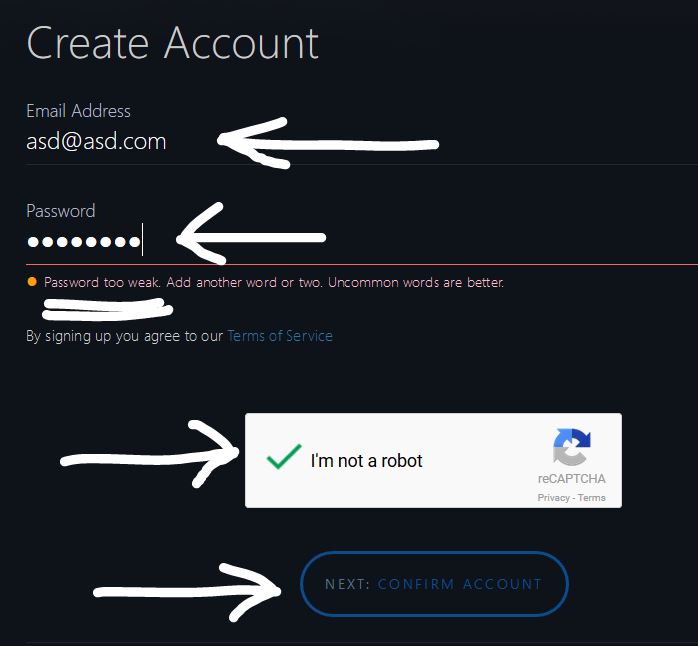 Create Account
Email Address
asd@asd.com
Password
●●●●●●●●
Password too weak. Add another word or two. Uncommon words are better.
By signing up you agree to our Terms of Service
I'm not a robot
reCAPTCHA
Privacy - Terms
NEXT: CONFIRM ACCOUNT